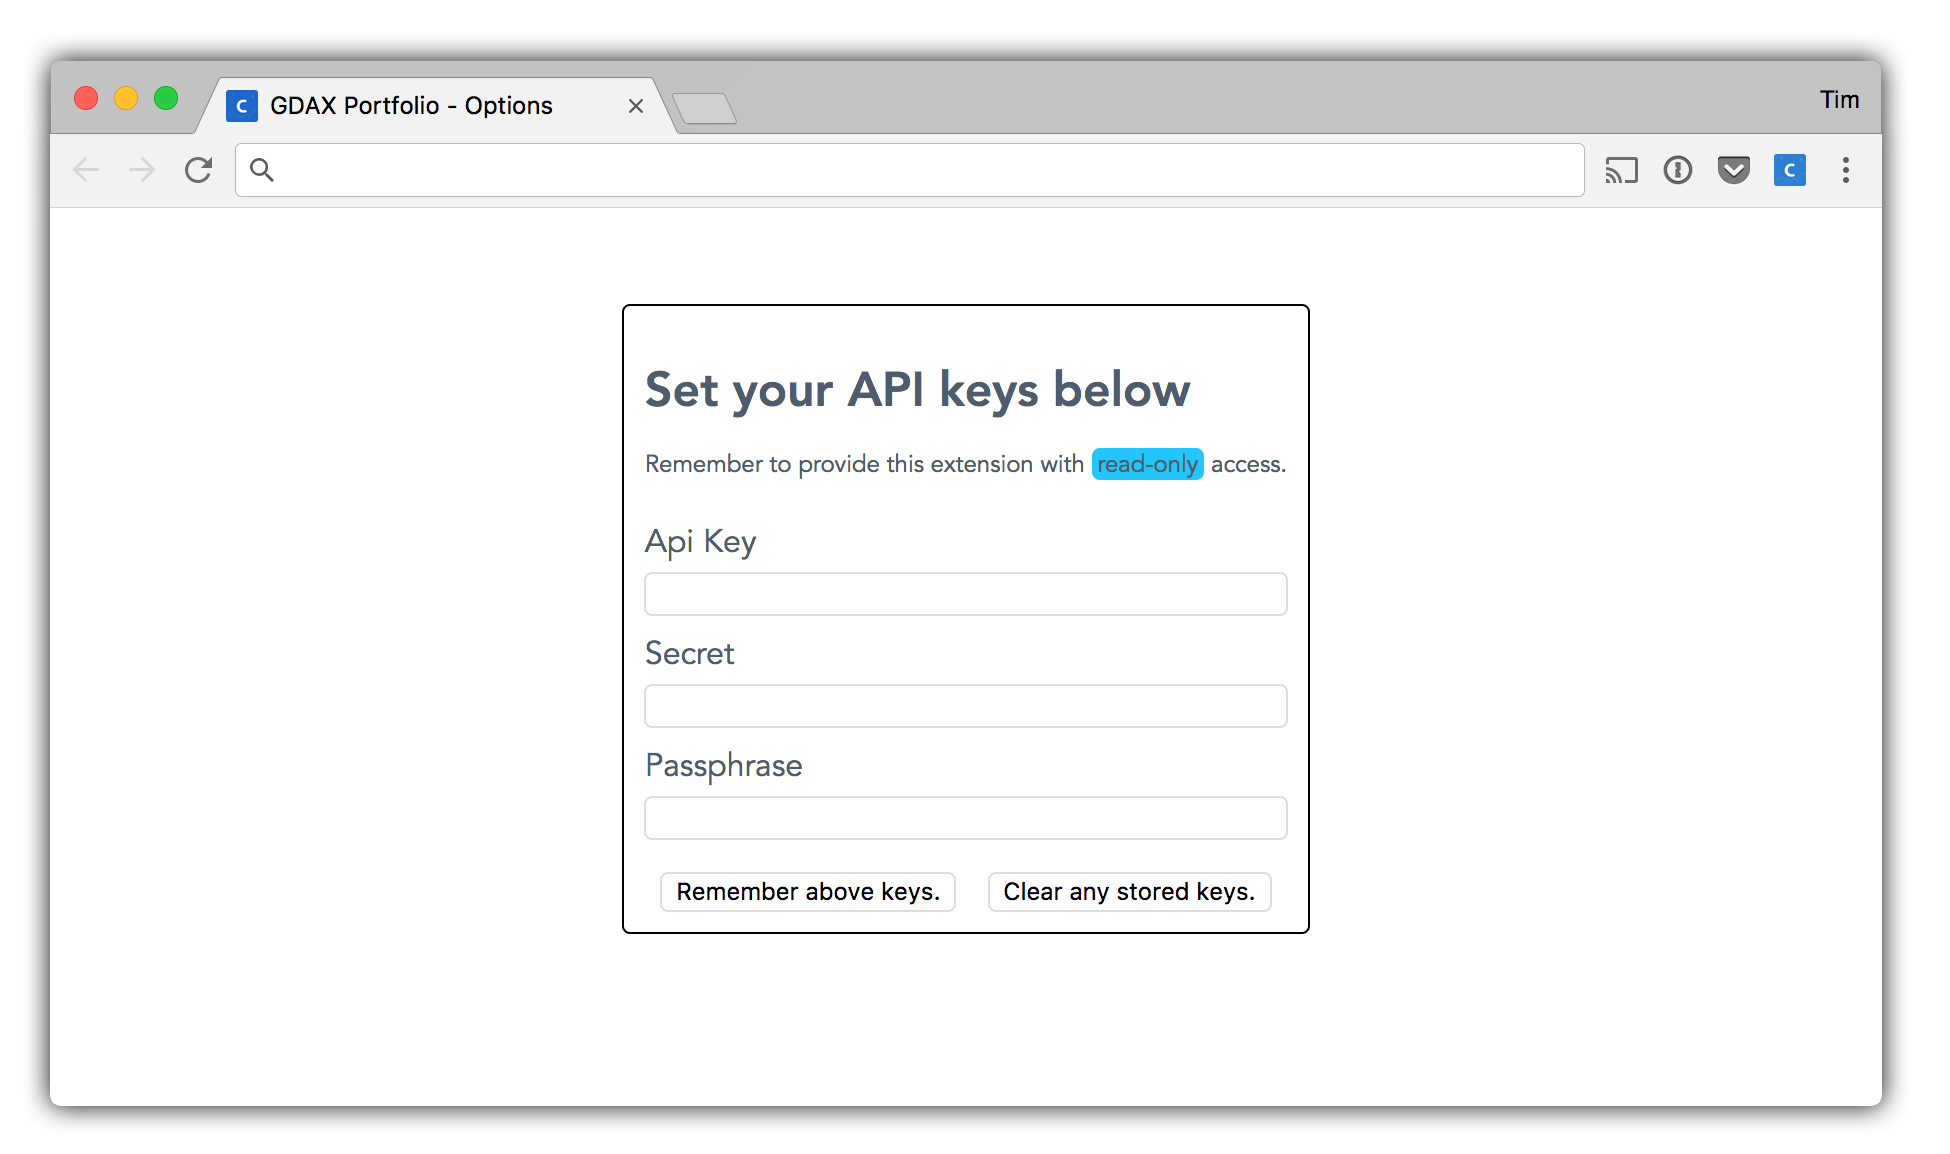 C GDAX Portfolio - Options
Tim
C
Set your API keys below
Remember to provide this extension with read-only access.
Api Key
Secret
Passphrase
Remember above keys. Clear any stored keys.